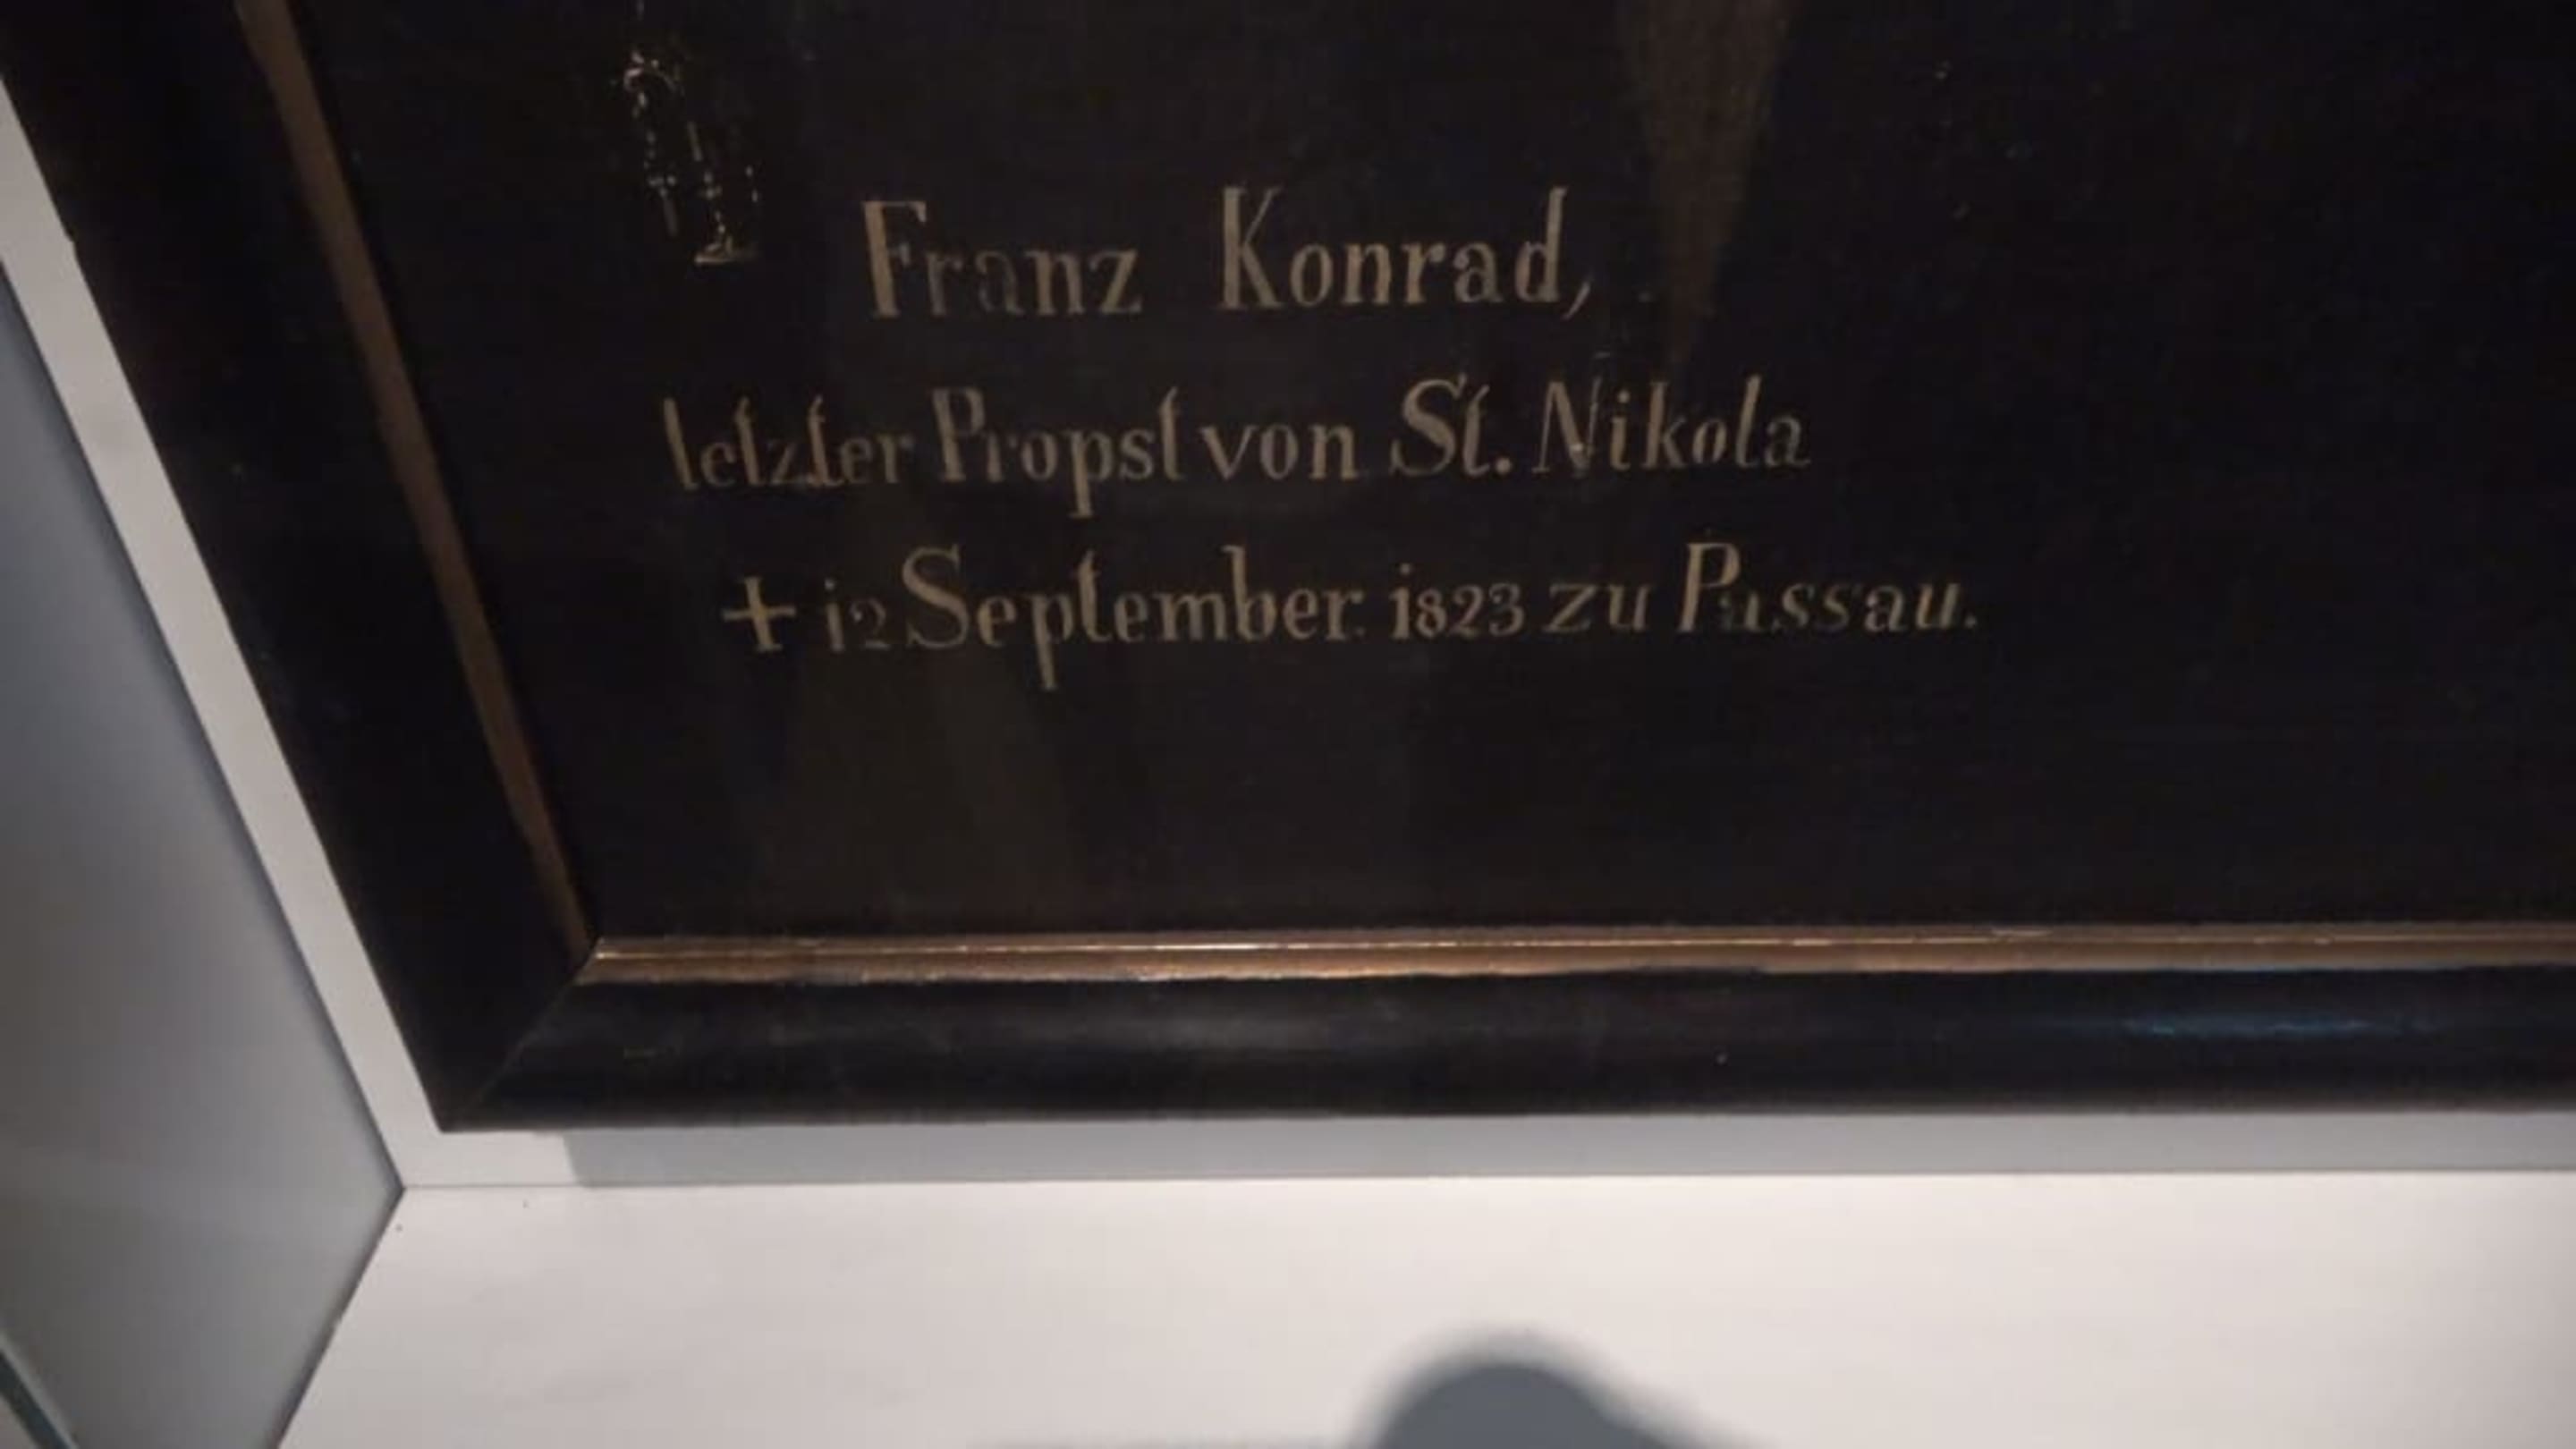 Franz Konrad,
letzter Propst von St. Nikola
+ 12 September 1823 zu Passau.